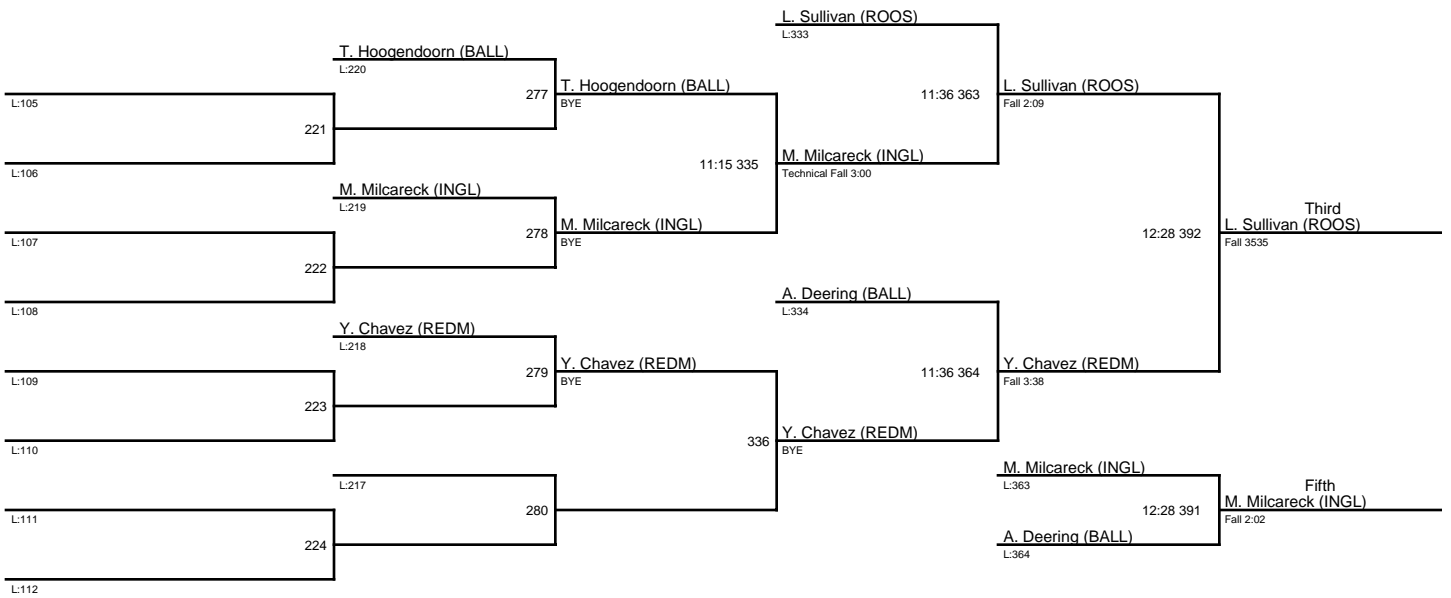 L. Sullivan (ROOS)
L:333
T. Hoogendoorn (BALL)
L:220
277
T. Hoogendoorn (BALL)
BYE
11:36 363
L. Sullivan (ROOS)
Fall 2:09
L:105
221
L:106
11:15 335
M. Milcareck (INGL)
Technical Fall 3:00
M. Milcareck (INGL)
L:219
278
M. Milcareck (INGL)
BYE
L:107
222
L:108
12:28 392
Third
L. Sullivan (ROOS)
Fall 3535
A. Deering (BALL)
L:334
Y. Chavez (REDM)
L:218
279
Y. Chavez (REDM)
BYE
11:36 364
Y. Chavez (REDM)
Fall 3:38
L:109
223
L:110
336
Y. Chavez (REDM)
BYE
L:217
280
L:111
224
L:112
M. Milcareck (INGL)
L:363
12:28 391
Fifth
M. Milcareck (INGL)
Fall 2:02
A. Deering (BALL)
L:364